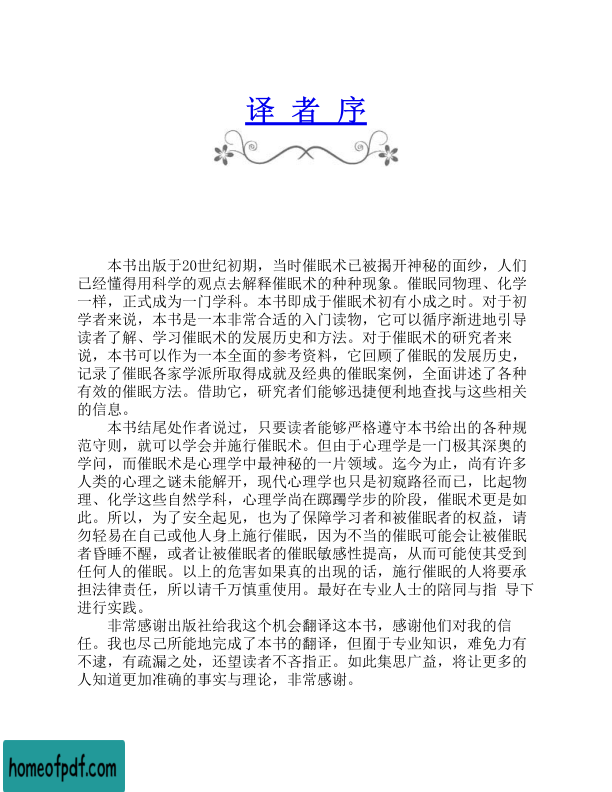 译 者 序
本书出版于20世纪初期，当时催眠术已被揭开神秘的面纱，人们
已经懂得用科学的观点去解释催眠术的种种现象。催眠同物理、化学
一样，正式成为一门学科。本书即成于催眠术初有小成之时。对于初
学者来说，本书是一本非常合适的入门读物，它可以循序渐进地引导
读者了解、学习催眠术的发展历史和方法。对于催眠术的研究者来
说，本书可以作为一本全面的参考资料，它回顾了催眠的发展历史，
记录了催眠各家学派所取得成就及经典的催眠案例，全面讲述了各种
有效的催眠方法。借助它，研究者们能够迅捷便利地查找与这些相关
的信息。
本书结尾处作者说过，只要读者能够严格遵守本书给出的各种规
范守则，就可以学会并施行催眠术。但由于心理学是一门极其深奥的
学问，而催眠术是心理学中最神秘的一片领域。迄今为止，尚有许多
人类的心理之谜未能解开，现代心理学也只是初窥路径而已，比起物
理、化学这些自然学科，心理学尚在踯躅学步的阶段，催眠术更是如
此。所以，为了安全起见，也为了保障学习者和被催眠者的权益，请
勿轻易在自己或他人身上施行催眠，因为不当的催眠可能会让被催眠
者昏睡不醒，或者让被催眠者的催眠敏感性提高，从而可能使其受到
任何人的催眠。以上的危害如果真的出现的话，施行催眠的人将要承
担法律责任，所以请千万慎重使用。最好在专业人士的陪同与指 导下
进行实践。
非常感谢出版社给我这个机会翻译这本书，感谢他们对我的信
任。我也尽己所能地完成了本书的翻译，但囿于专业知识，难免力有
不逮，有疏漏之处，还望读者不吝指正。如此集思广益，将让更多的
人知道更加准确的事实与理论，非常感谢。
homeofpdf.com